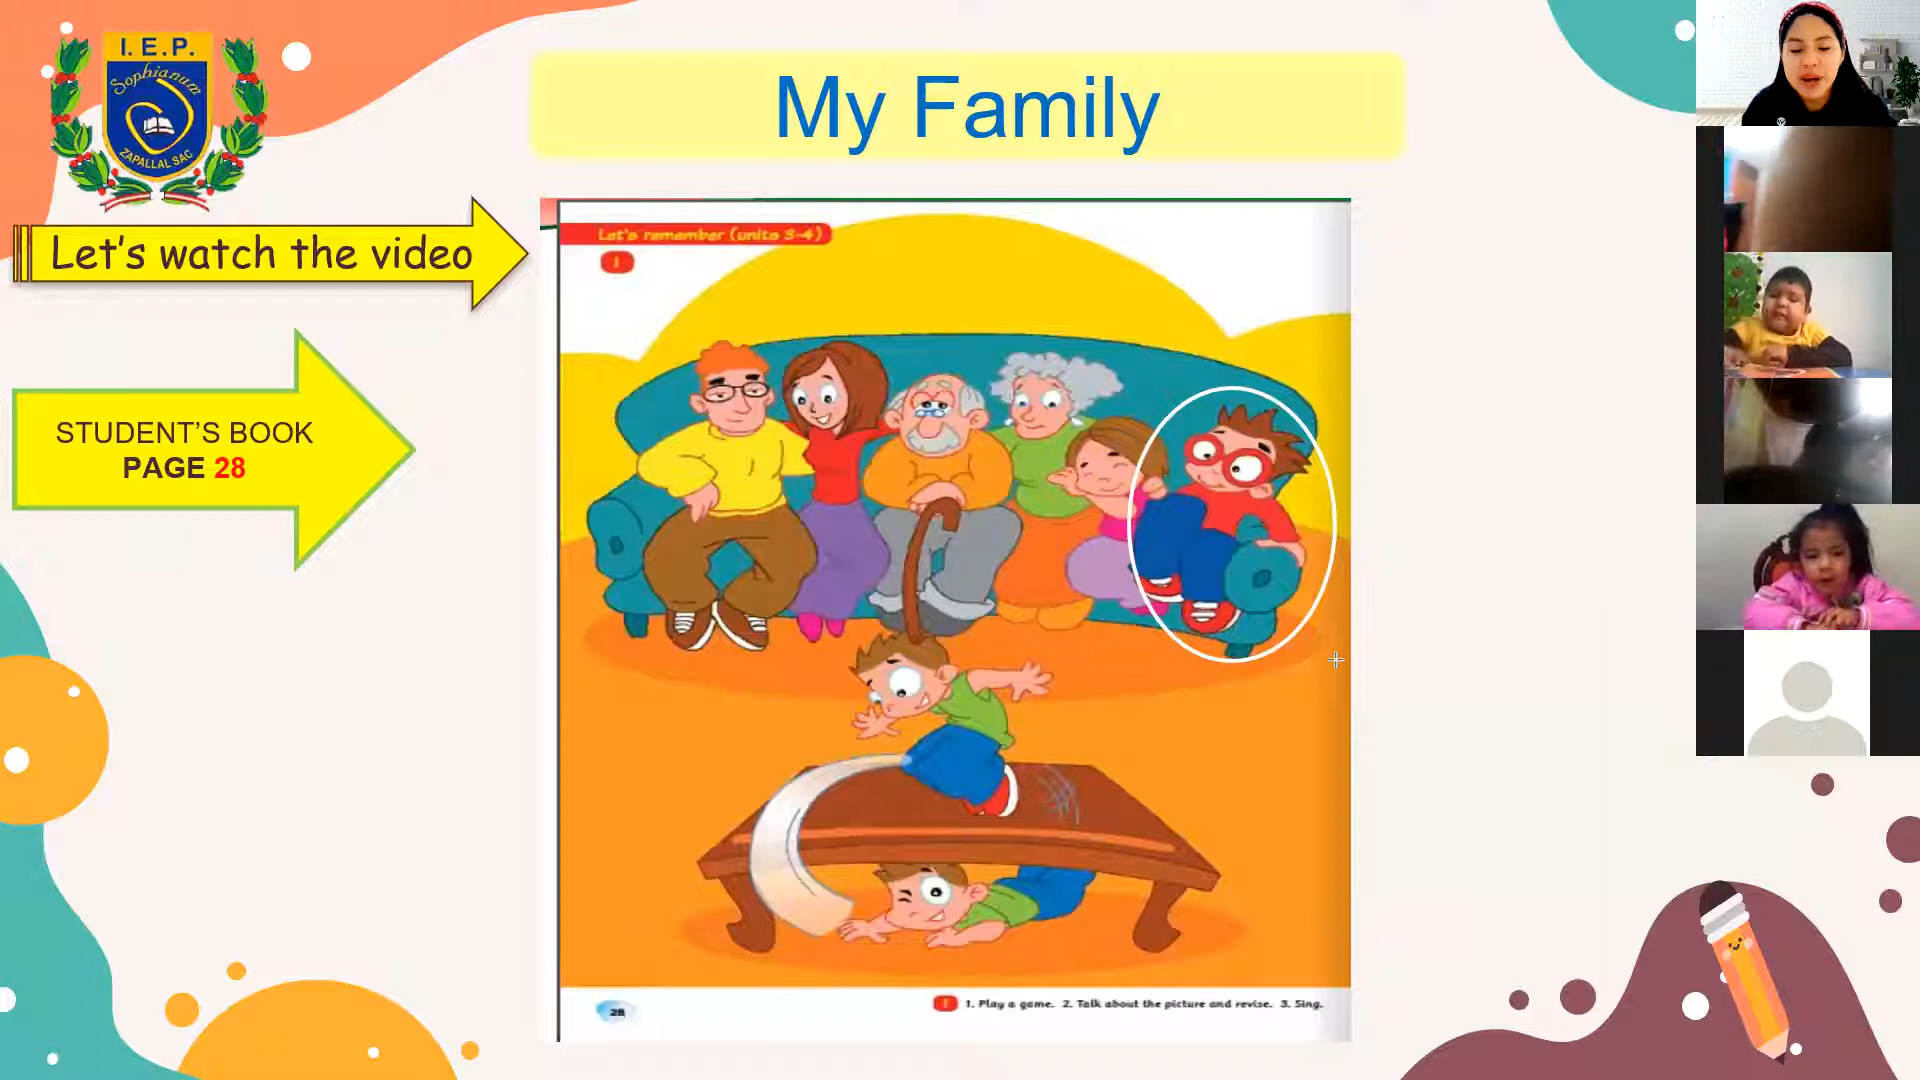 I. E. P.
Sophianum
ZAPALLAL SAC
My Family
Let's watch the video
STUDENT'S BOOK
PAGE 28
Let's remember (units 3-4)
1
28
1 1. Play a game. 2. Talk about the picture and revise. 3. Sing.